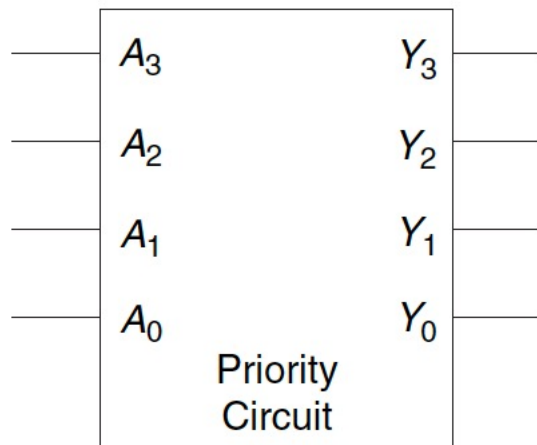 A₃ Y₃
A₂ Y₂
A₁ Y₁
A₀ Y₀
Priority
Circuit